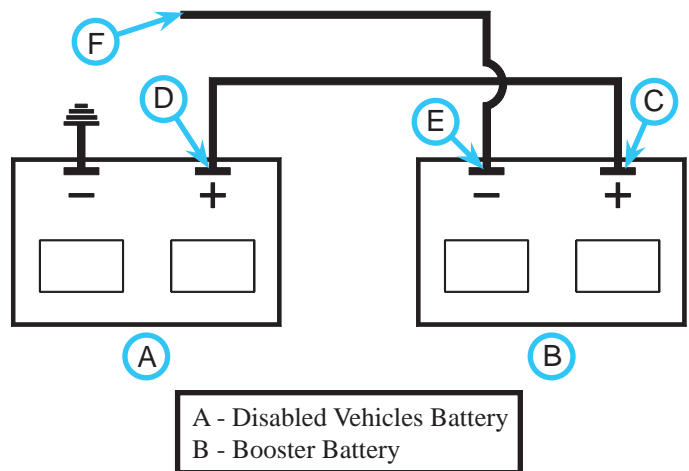 F
D
E
C
− +
− +
A
B
A - Disabled Vehicles Battery
B - Booster Battery